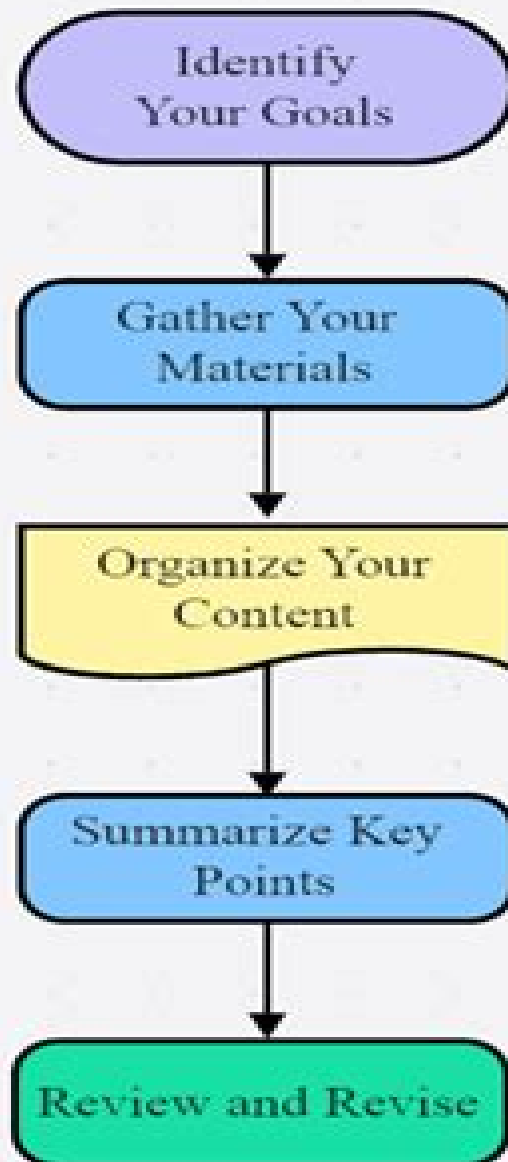 Identify
Your Goals
Gather Your
Materials
Organize Your
Content
Summarize Key
Points
Review and Revise